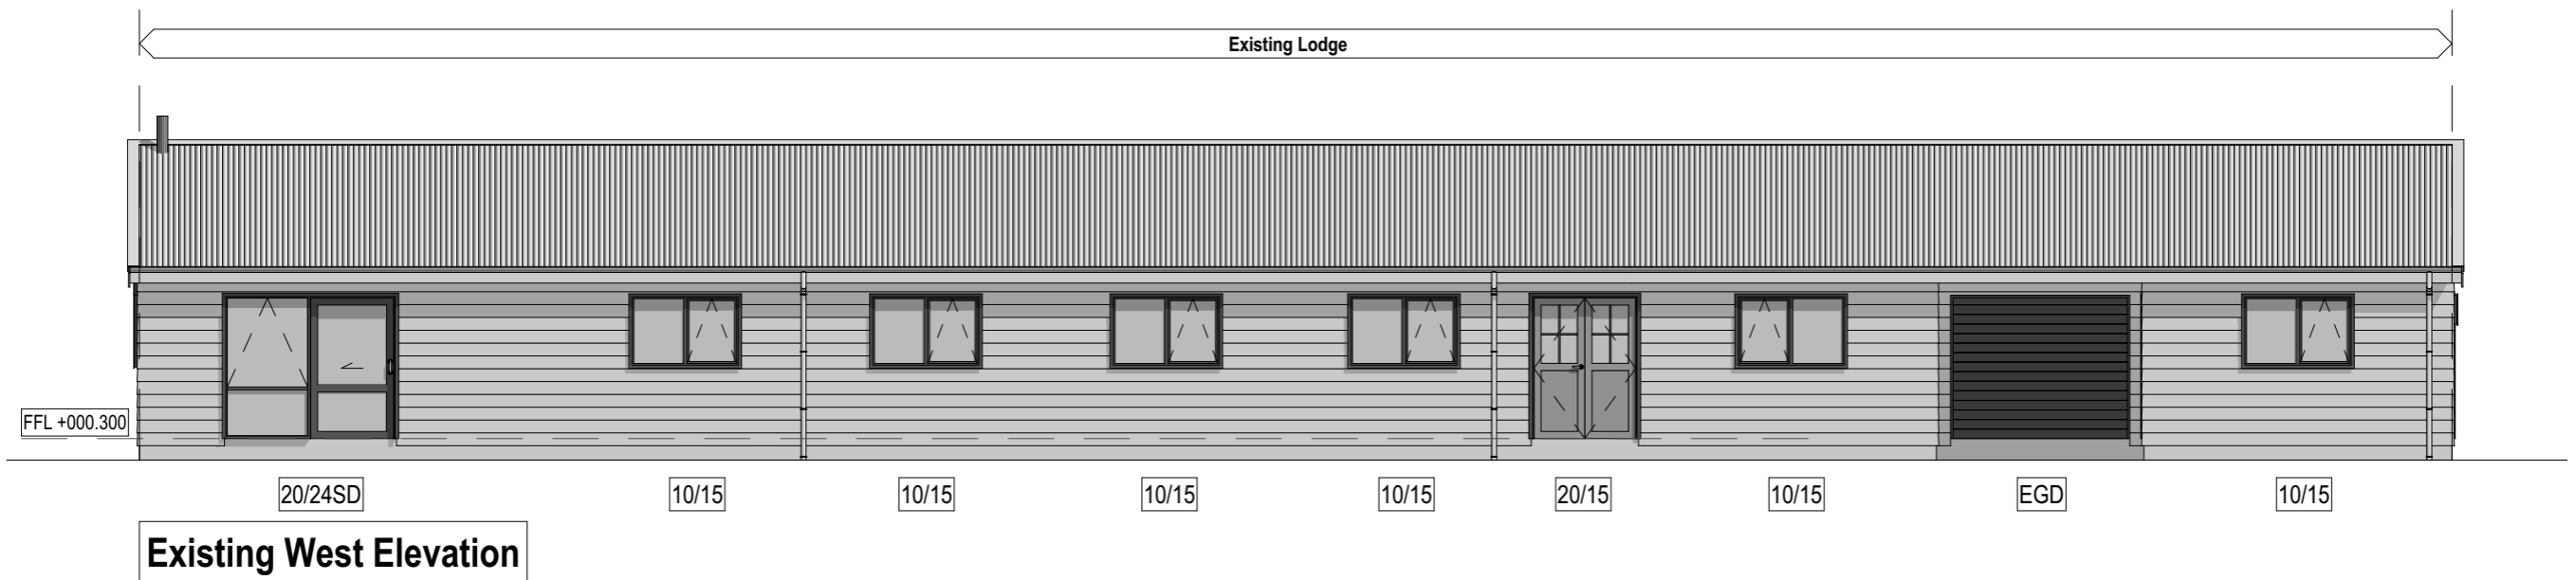 Existing Lodge
FFL +000.300
20/24SD
10/15
10/15
10/15
10/15
20/15
10/15
EGD
10/15
Existing West Elevation